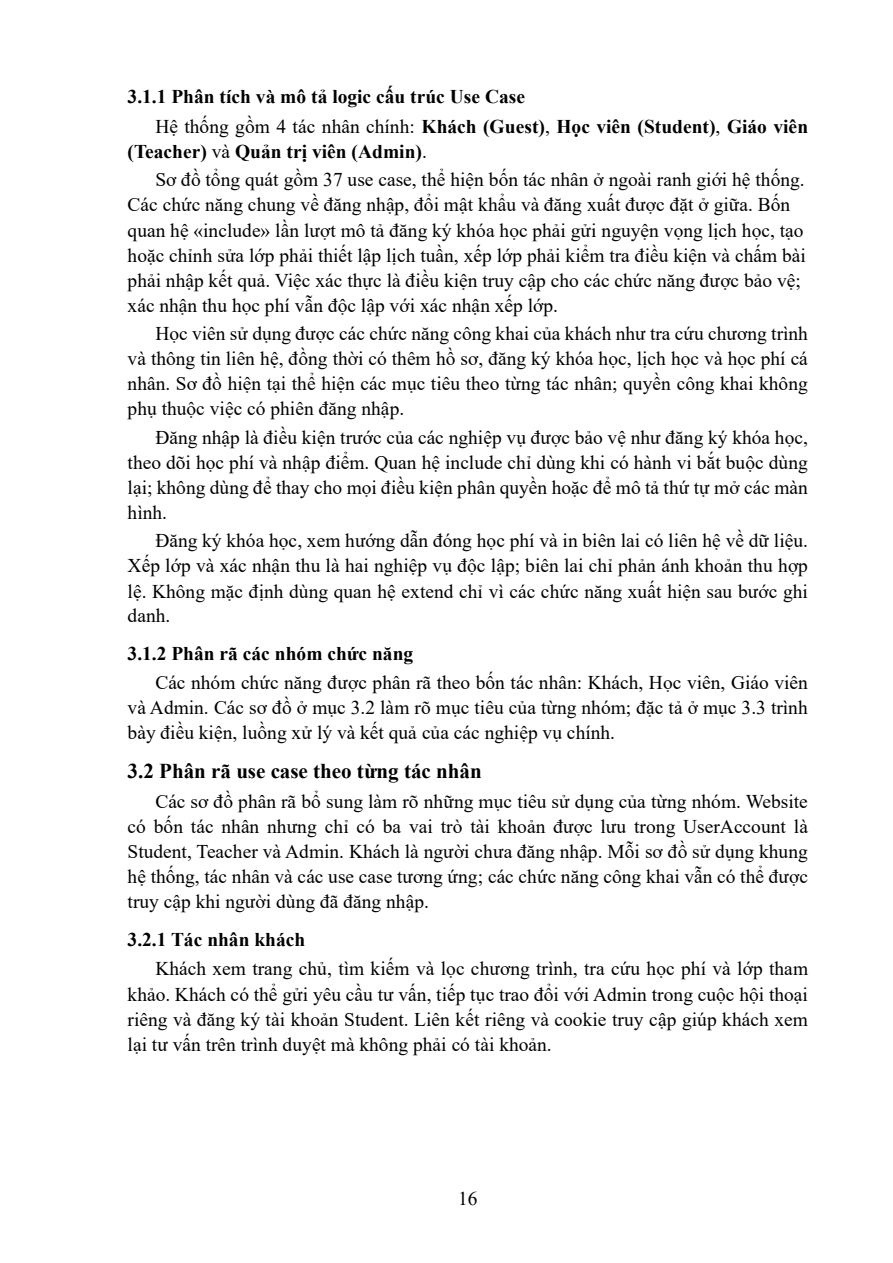 3.1.1 Phân tích và mô tả logic cấu trúc Use Case
Hệ thống gồm 4 tác nhân chính: Khách (Guest), Học viên (Student), Giáo viên
(Teacher) và Quản trị viên (Admin).
Sơ đồ tổng quát gồm 37 use case, thể hiện bốn tác nhân ở ngoài ranh giới hệ thống.
Các chức năng chung về đăng nhập, đổi mật khẩu và đăng xuất được đặt ở giữa. Bốn
quan hệ «include» lần lượt mô tả đăng ký khóa học phải gửi nguyện vọng lịch học, tạo
hoặc chỉnh sửa lớp phải thiết lập lịch tuần, xếp lớp phải kiểm tra điều kiện và chấm bài
phải nhập kết quả. Việc xác thực là điều kiện truy cập cho các chức năng được bảo vệ;
xác nhận thu học phí vẫn độc lập với xác nhận xếp lớp.
Học viên sử dụng được các chức năng công khai của khách như tra cứu chương trình
và thông tin liên hệ, đồng thời có thêm hồ sơ, đăng ký khóa học, lịch học và học phí cá
nhân. Sơ đồ hiện tại thể hiện các mục tiêu theo từng tác nhân; quyền công khai không
phụ thuộc việc có phiên đăng nhập.
Đăng nhập là điều kiện trước của các nghiệp vụ được bảo vệ như đăng ký khóa học,
theo dõi học phí và nhập điểm. Quan hệ include chỉ dùng khi có hành vi bắt buộc dùng
lại; không dùng để thay cho mọi điều kiện phân quyền hoặc để mô tả thứ tự mở các màn
hình.
Đăng ký khóa học, xem hướng dẫn đóng học phí và in biên lai có liên hệ về dữ liệu.
Xếp lớp và xác nhận thu là hai nghiệp vụ độc lập; biên lai chỉ phản ánh khoản thu hợp
lệ. Không mặc định dùng quan hệ extend chỉ vì các chức năng xuất hiện sau bước ghi
danh.
3.1.2 Phân rã các nhóm chức năng
Các nhóm chức năng được phân rã theo bốn tác nhân: Khách, Học viên, Giáo viên
và Admin. Các sơ đồ ở mục 3.2 làm rõ mục tiêu của từng nhóm; đặc tả ở mục 3.3 trình
bày điều kiện, luồng xử lý và kết quả của các nghiệp vụ chính.
3.2 Phân rã use case theo từng tác nhân
Các sơ đồ phân rã bổ sung làm rõ những mục tiêu sử dụng của từng nhóm. Website
có bốn tác nhân nhưng chỉ có ba vai trò tài khoản được lưu trong UserAccount là
Student, Teacher và Admin. Khách là người chưa đăng nhập. Mỗi sơ đồ sử dụng khung
hệ thống, tác nhân và các use case tương ứng; các chức năng công khai vẫn có thể được
truy cập khi người dùng đã đăng nhập.
3.2.1 Tác nhân khách
Khách xem trang chủ, tìm kiếm và lọc chương trình, tra cứu học phí và lớp tham
khảo. Khách có thể gửi yêu cầu tư vấn, tiếp tục trao đổi với Admin trong cuộc hội thoại
riêng và đăng ký tài khoản Student. Liên kết riêng và cookie truy cập giúp khách xem
lại tư vấn trên trình duyệt mà không phải có tài khoản.
16